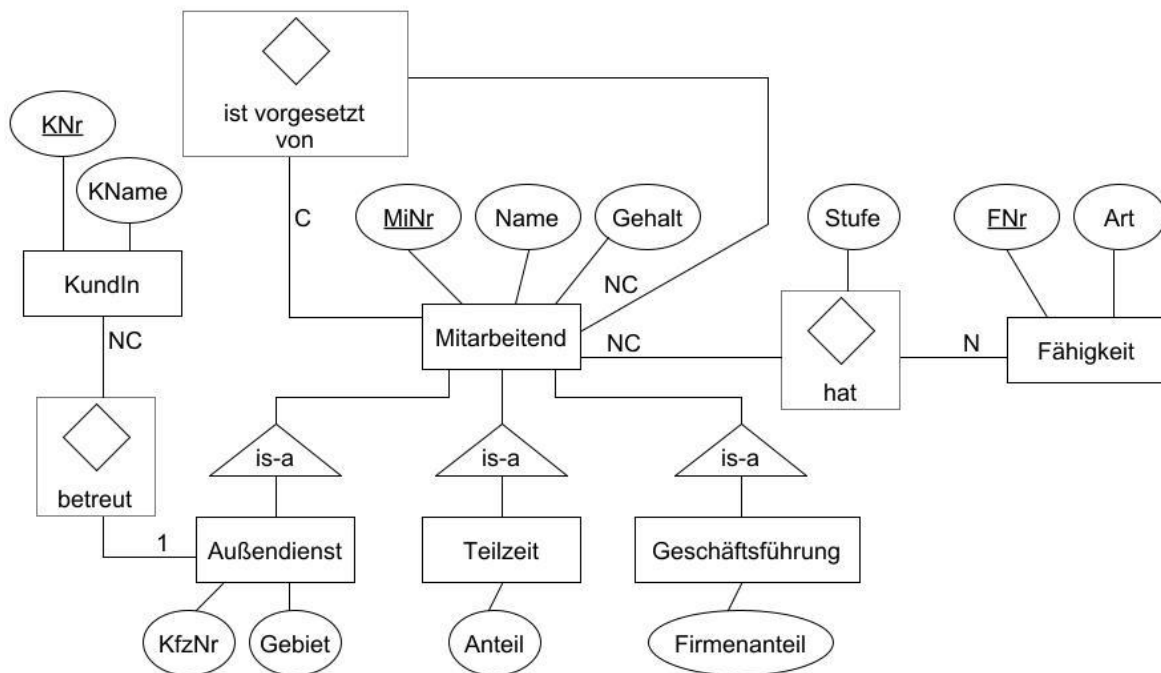 ist vorgesetzt
von
KNr
KName
C
MiNr
Name
Gehalt
Stufe
FNr
Art
KundIn
NC
NC
Mitarbeitend
NC
N
Fähigkeit
hat
betreut
is-a
is-a
is-a
1
Außendienst
Teilzeit
Geschäftsführung
KfzNr
Gebiet
Anteil
Firmenanteil